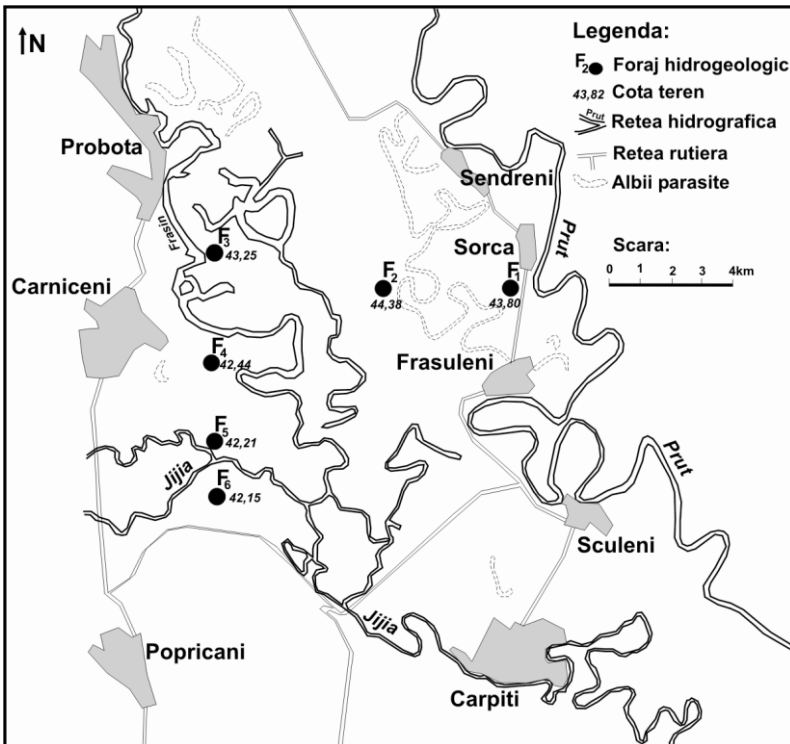 N
Legenda:
F2 Foraj hidrogeologic
43,82 Cota teren
Prut Retea hidrografica
Retea rutiera
Albii parasite
Scara:
0 1 2 4km
Probota
Frasin
Sendreni
Sorca
Prut
F3
43,25
Carniceni
F2
44,38
F1
43,80
F4
42,44
Frasuleni
F5
42,21
Jijia
F6
42,15
Prut
Sculeni
Jijia
Popricani
Carpiti